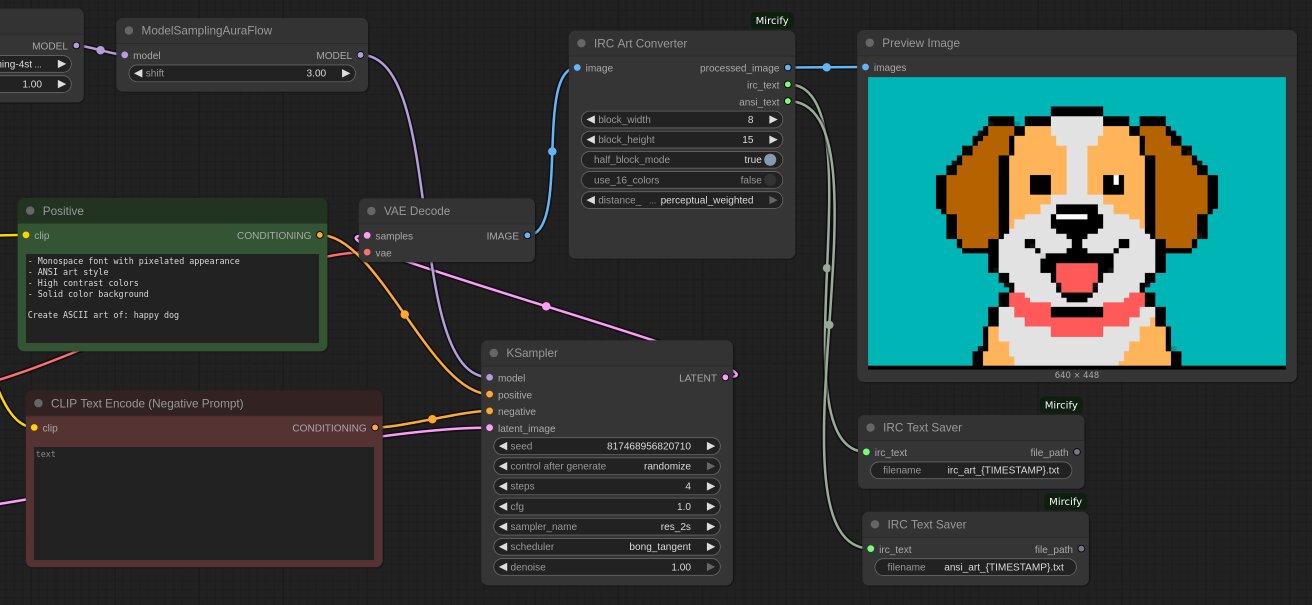 MODEL
ning-4st ...
1.00
ModelSamplingAuraFlow
model
MODEL
shift
3.00
Positive
clip
CONDITIONING
- Monospace font with pixelated appearance
- ANSI art style
- High contrast colors
- Solid color background
Create ASCII art of: happy dog
CLIP Text Encode (Negative Prompt)
clip
CONDITIONING
text
VAE Decode
samples
IMAGE
vae
KSampler
model
LATENT
positive
negative
latent_image
seed
817468956820710
control after generate
randomize
steps
4
cfg
1.0
sampler_name
res_2s
scheduler
bong_tangent
denoise
1.00
Mircify
IRC Art Converter
image
processed_image
irc_text
ansi_text
block_width
8
block_height
15
half_block_mode
true
use_16_colors
false
distance_ ...
perceptual_weighted
Preview Image
images
640 × 448
Mircify
IRC Text Saver
irc_text
file_path
filename
irc_art_{TIMESTAMP}.txt
Mircify
IRC Text Saver
irc_text
file_path
filename
ansi_art_{TIMESTAMP}.txt